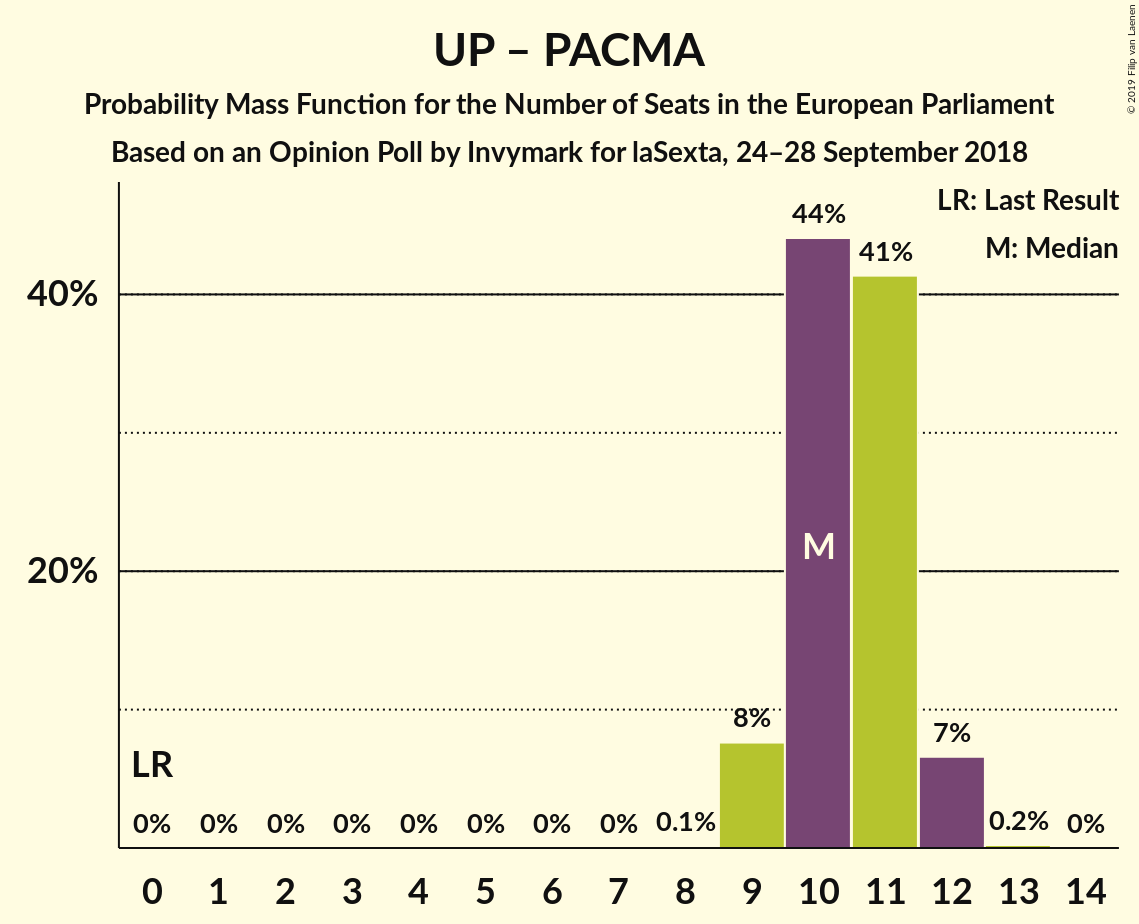 UP – PACMA
Probability Mass Function for the Number of Seats in the European Parliament
Based on an Opinion Poll by Invymark for laSexta, 24–28 September 2018
© 2019 Filip van Laenen
LR: Last Result
M: Median
44%
41%
40%
M
20%
8%
7%
LR
0% 0% 0% 0% 0% 0% 0% 0% 0.1% 0.2% 0%
0 1 2 3 4 5 6 7 8 9 10 11 12 13 14